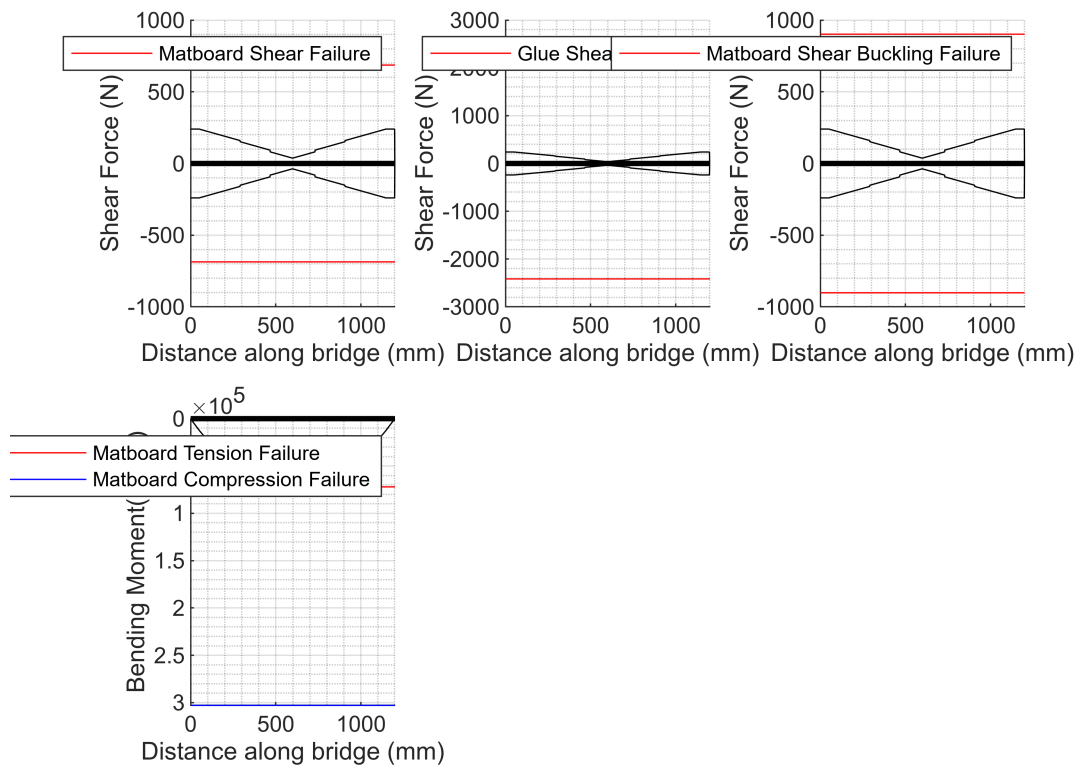 1000
500
0
-500
-1000
Shear Force (N)
Matboard Shear Failure
0 500 1000
Distance along bridge (mm)
3000
2000
1000
0
-1000
-2000
-3000
Shear Force (N)
Glue Shea
0 500 1000
Distance along bridge (mm)
1000
500
0
-500
-1000
Shear Force (N)
Matboard Shear Buckling Failure
0 500 1000
Distance along bridge (mm)
×10^5
0
1
1.5
2
2.5
3
Bending Moment(
Matboard Tension Failure
Matboard Compression Failure
0 500 1000
Distance along bridge (mm)